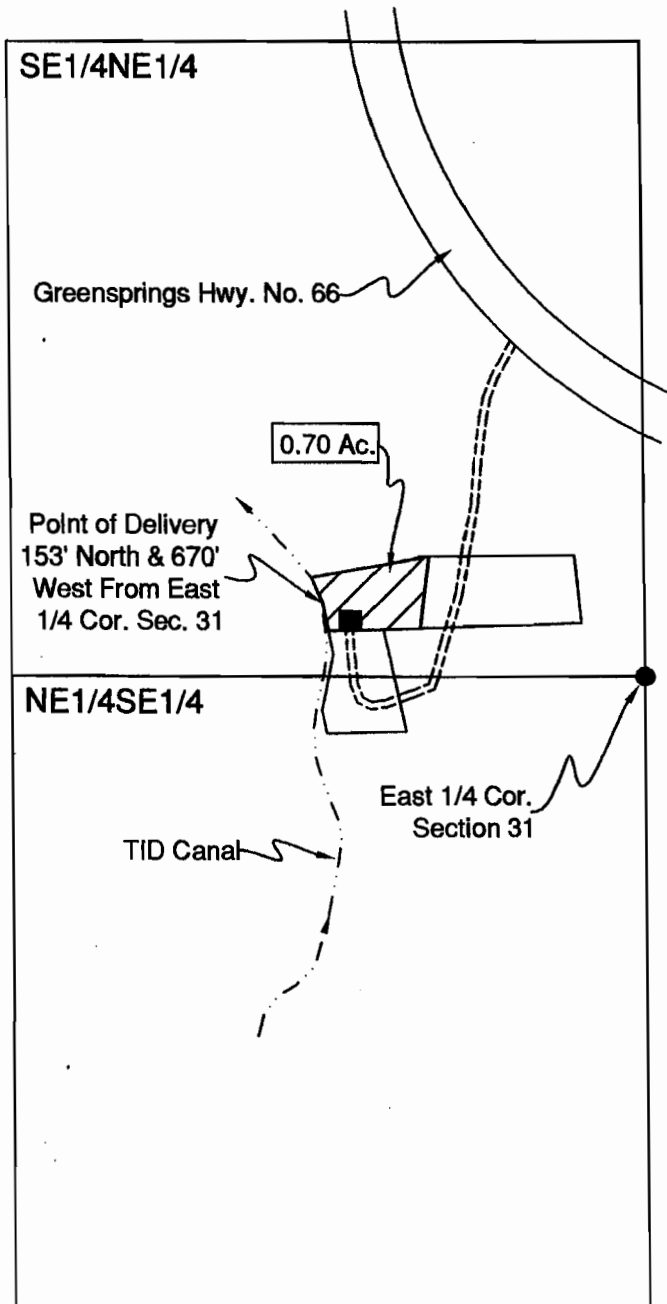 SE1/4NE1/4
Greensprings Hwy. No. 66
0.70 Ac.
Point of Delivery
153' North & 670'
West From East
1/4 Cor. Sec. 31
NE1/4SE1/4
East 1/4 Cor.
Section 31
TID Canal